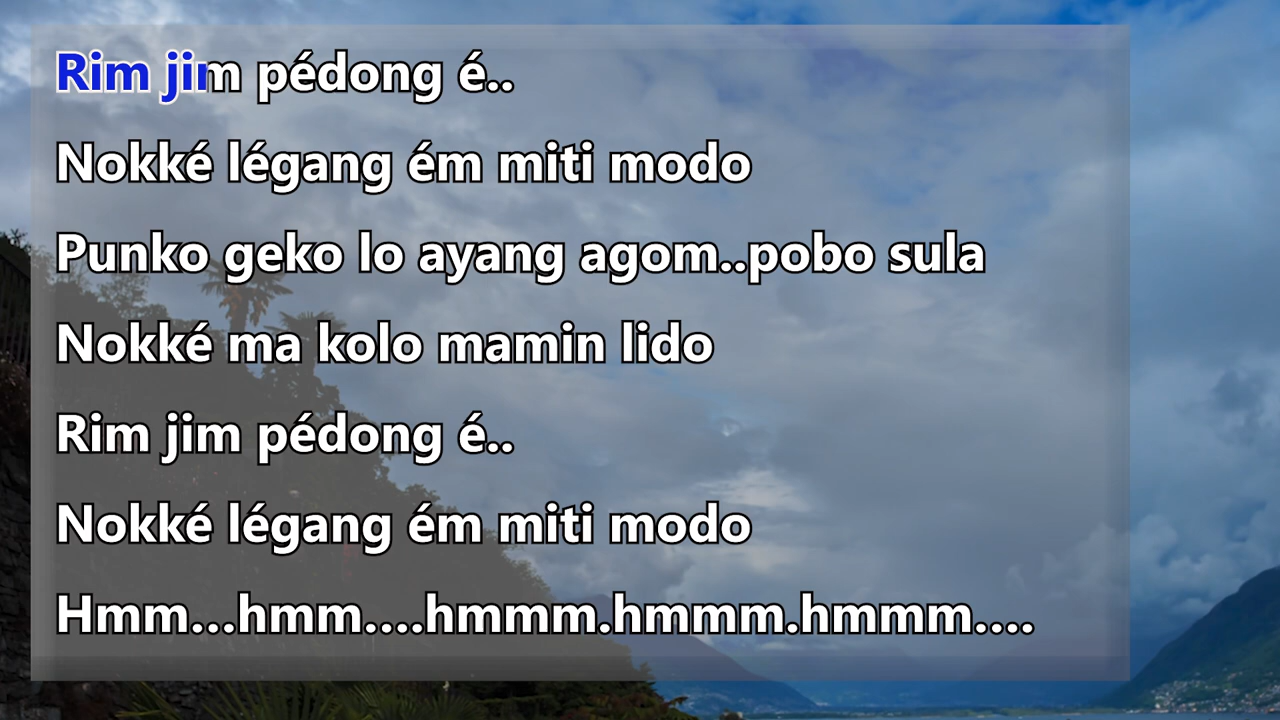 Rim jim pédong é..
Nokké légang ém miti modo
Punko geko lo ayang agom..pobo sula
Nokké ma kolo mamin lido
Rim jim pédong é..
Nokké légang ém miti modo
Hmm...hmm....hmmm.hmmm.hmmm....